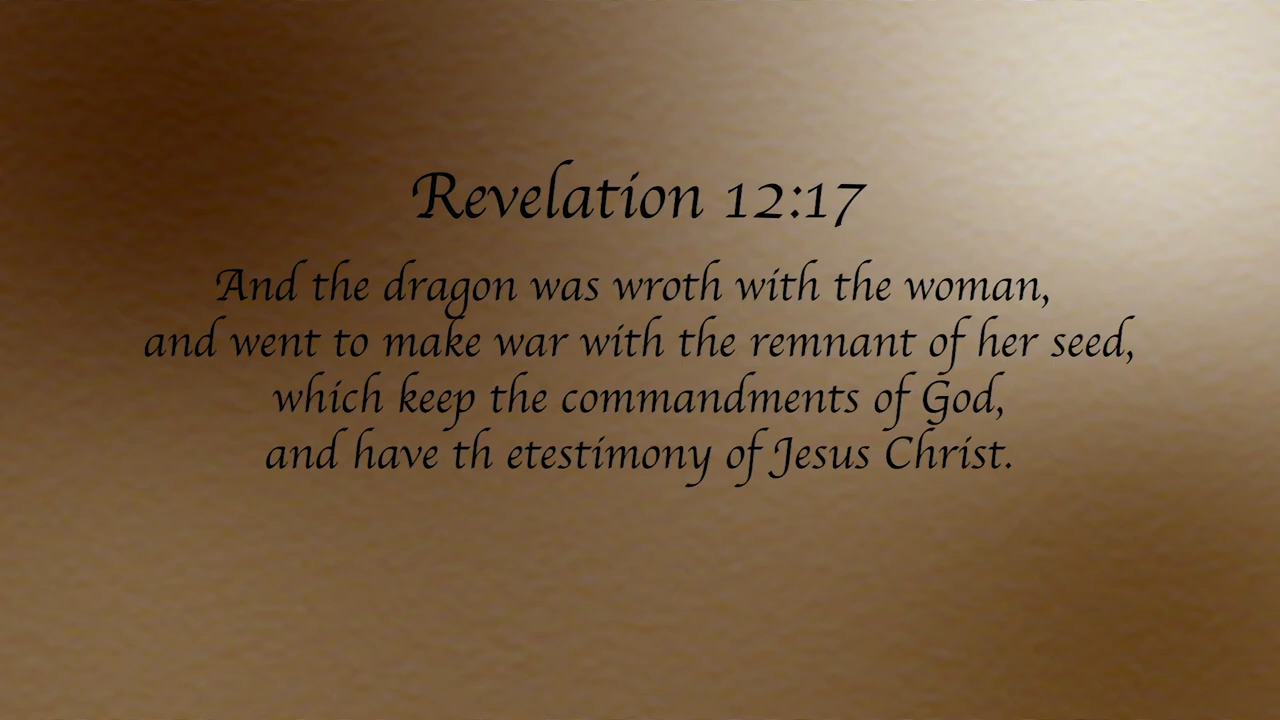 Revelation 12:17
And the dragon was wroth with the woman,
and went to make war with the remnant of her seed,
which keep the commandments of God,
and have th etestimony of Jesus Christ.